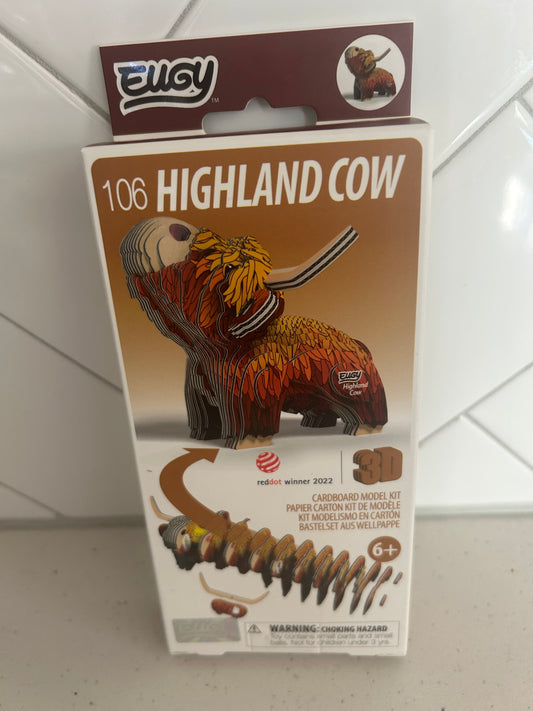 EUGY™
106 HIGHLAND COW
EUGY
Highland
Cow
reddot winner 2022
3D
CARDBOARD MODEL KIT
PAPIER CARTON KIT DE MODÈLE
KIT MODELISMO EN CARTÓN
BASTELSET AUS WELLPAPPE
6+
EUGY
WARNING: CHOKING HAZARD
Toy contains small parts and small
balls. Not for children under 3 yrs.